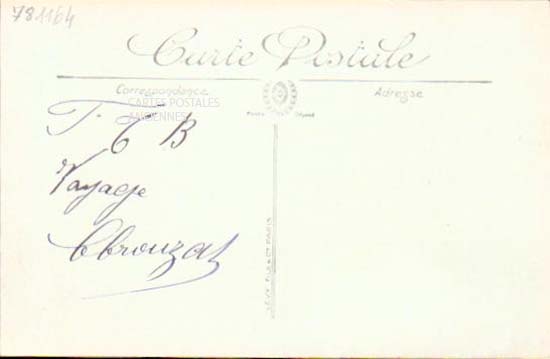 781164
Carte Postale
Correspondance
Adresse
CARTES POSTALES
ANCIENNES
T C B
Voyage